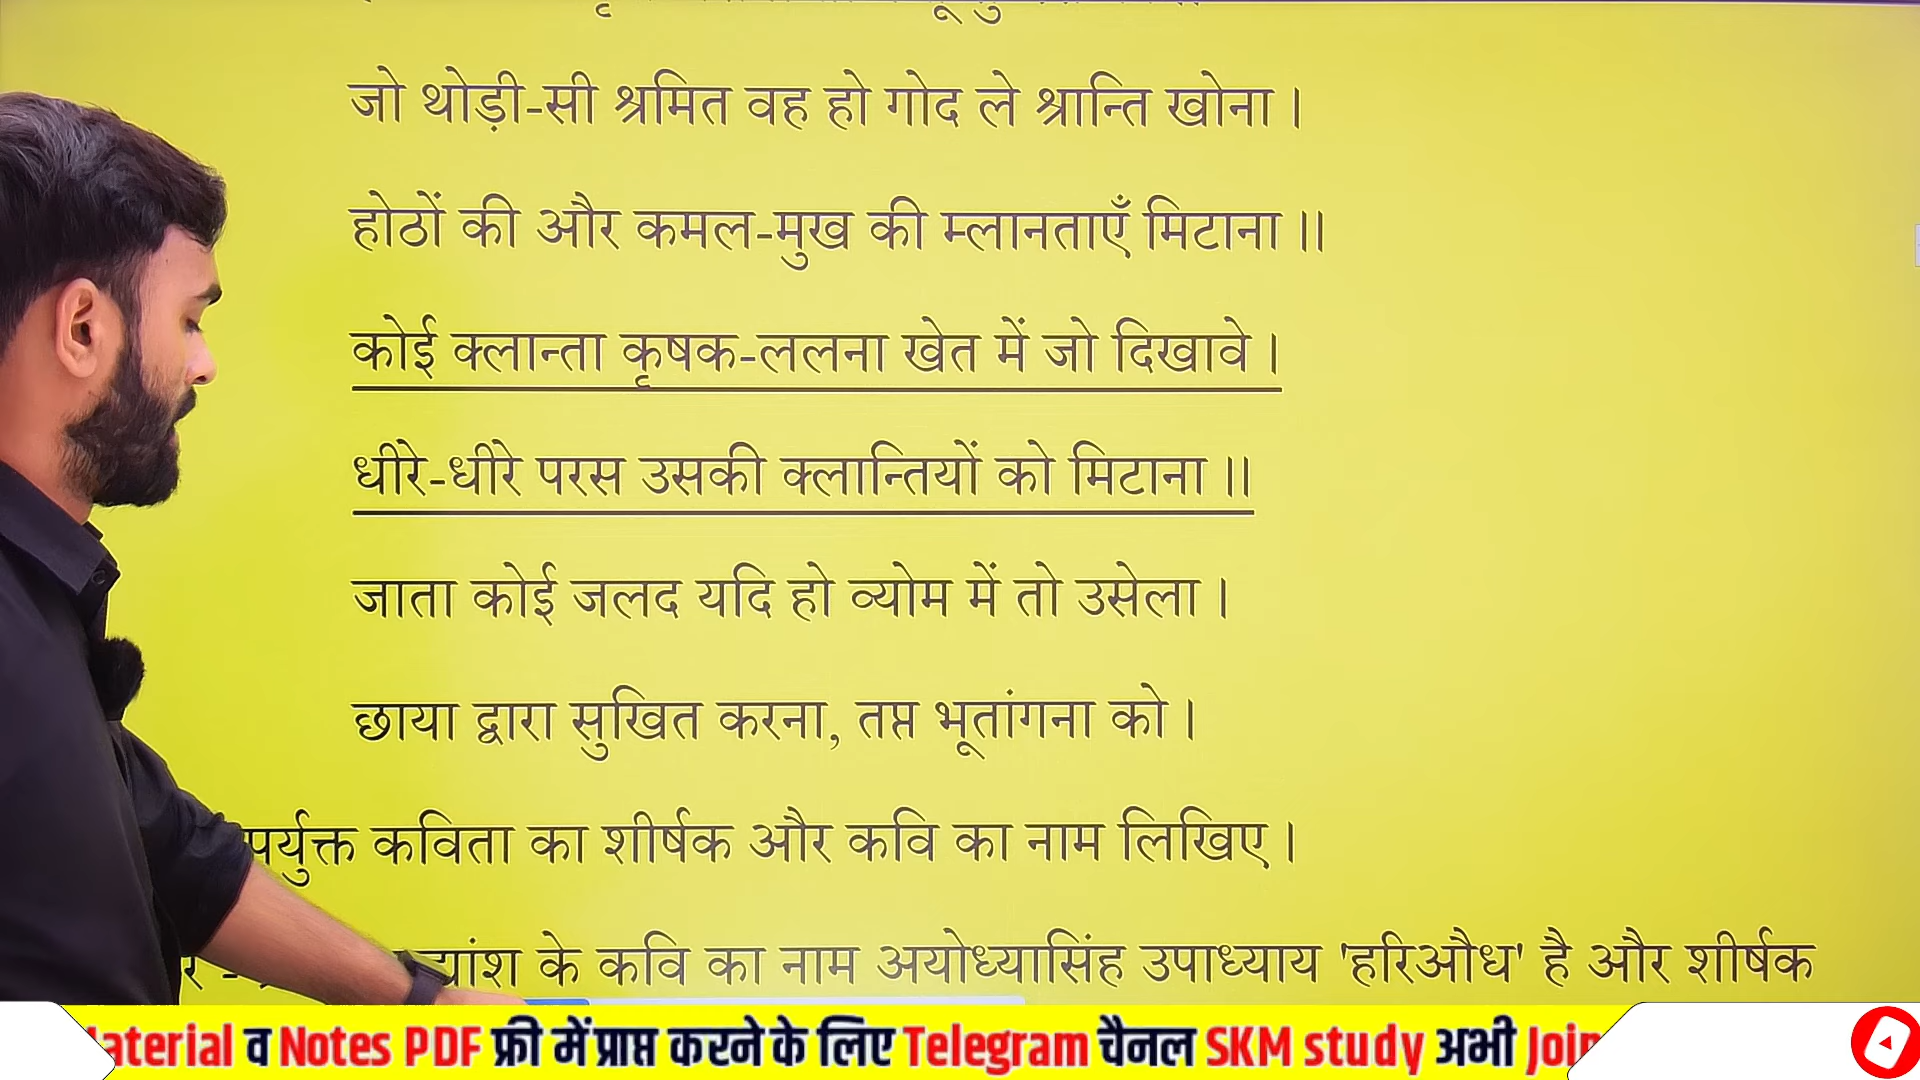 जो थोड़ी-सी श्रमित वह हो गोद ले श्रान्ति खोना ।
होठों की और कमल-मुख की म्लानताएँ मिटाना ।।
कोई क्लान्ता कृषक-ललना खेत में जो दिखावे ।
धीरे-धीरे परस उसकी क्लान्तियों को मिटाना ।।
जाता कोई जलद यदि हो व्योम में तो उसेला ।
छाया द्वारा सुखित करना, तप्त भूतांगना को ।
पर्युक्त कविता का शीर्षक और कवि का नाम लिखिए ।
र - द्यांश के कवि का नाम अयोध्यासिंह उपाध्याय 'हरिऔध' है और शीर्षक
aterial व Notes PDF फ्री में प्राप्त करने के लिए Telegram चैनल SKM study अभी Join